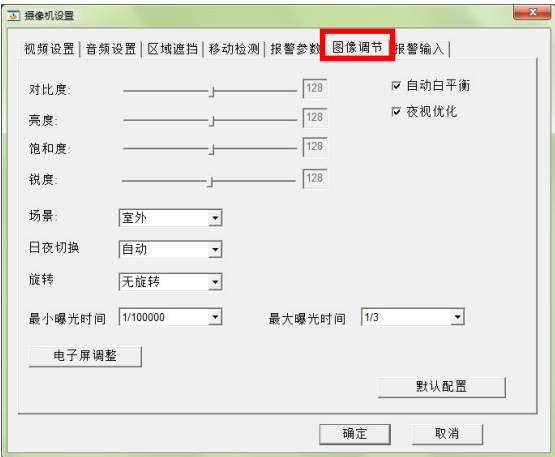 摄像机设置
视频设置 音频设置 区域遮挡 移动检测 报警参数 图像调节 报警输入
对比度: 128 自动白平衡
亮度: 128 夜视优化
饱和度: 128
锐度: 128
场景: 室外
日夜切换 自动
旋转 无旋转
最小曝光时间 1/100000 最大曝光时间 1/3
电子屏调整
默认配置
确定 取消